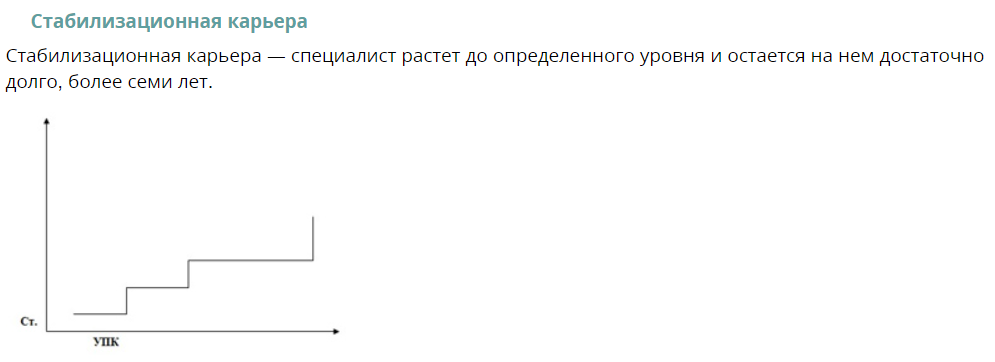 Стабилизационная карьера
Стабилизационная карьера — специалист растет до определенного уровня и остается на нем достаточно
долго, более семи лет.
Ст.
УПК